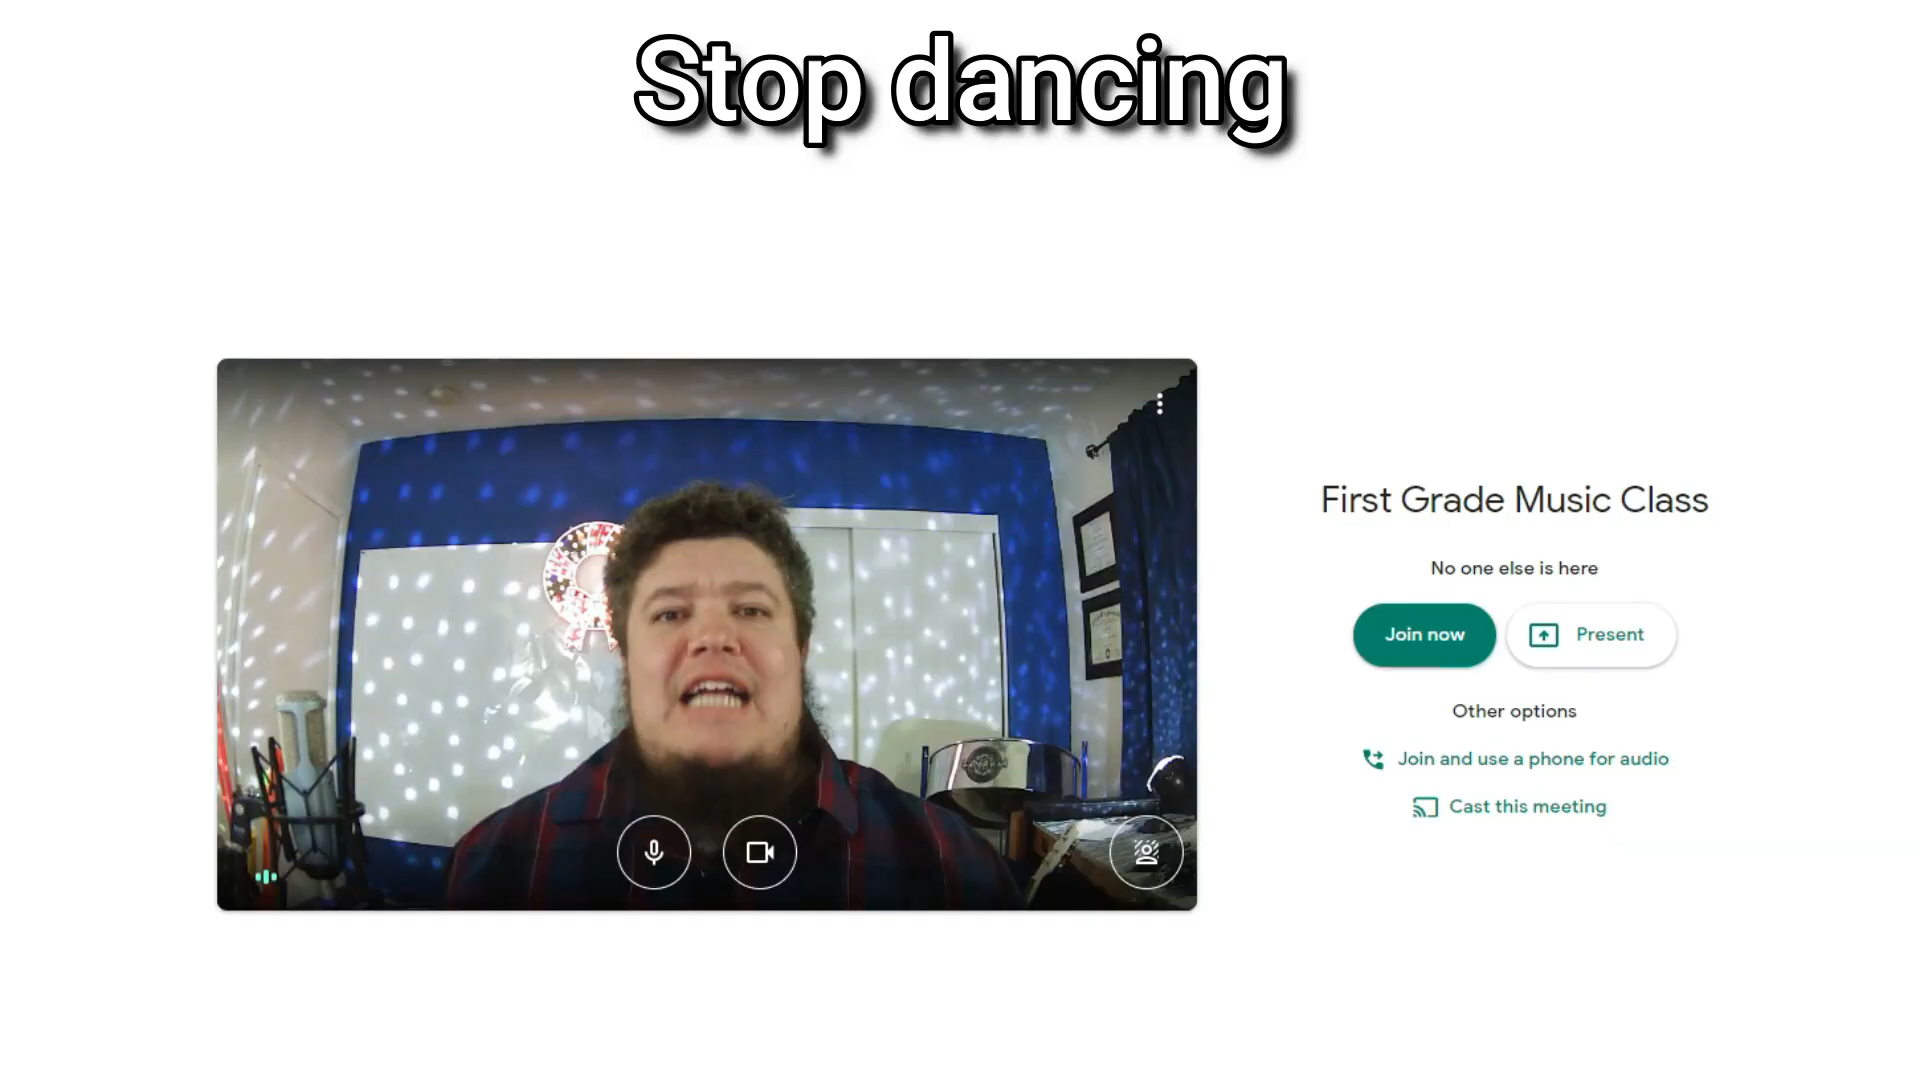 Stop dancing
First Grade Music Class
No one else is here
Join now
Present
Other options
Join and use a phone for audio
Cast this meeting